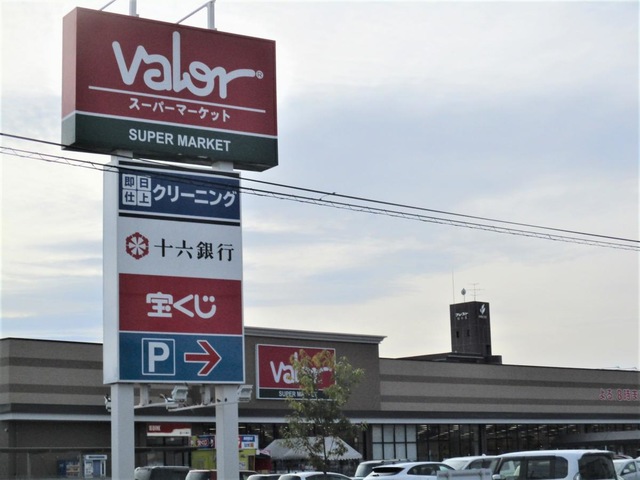 valor®
スーパーマーケット
SUPER MARKET
即日
仕上
クリーニング
十六銀行
宝くじ
P
valor
SUPER MARKET